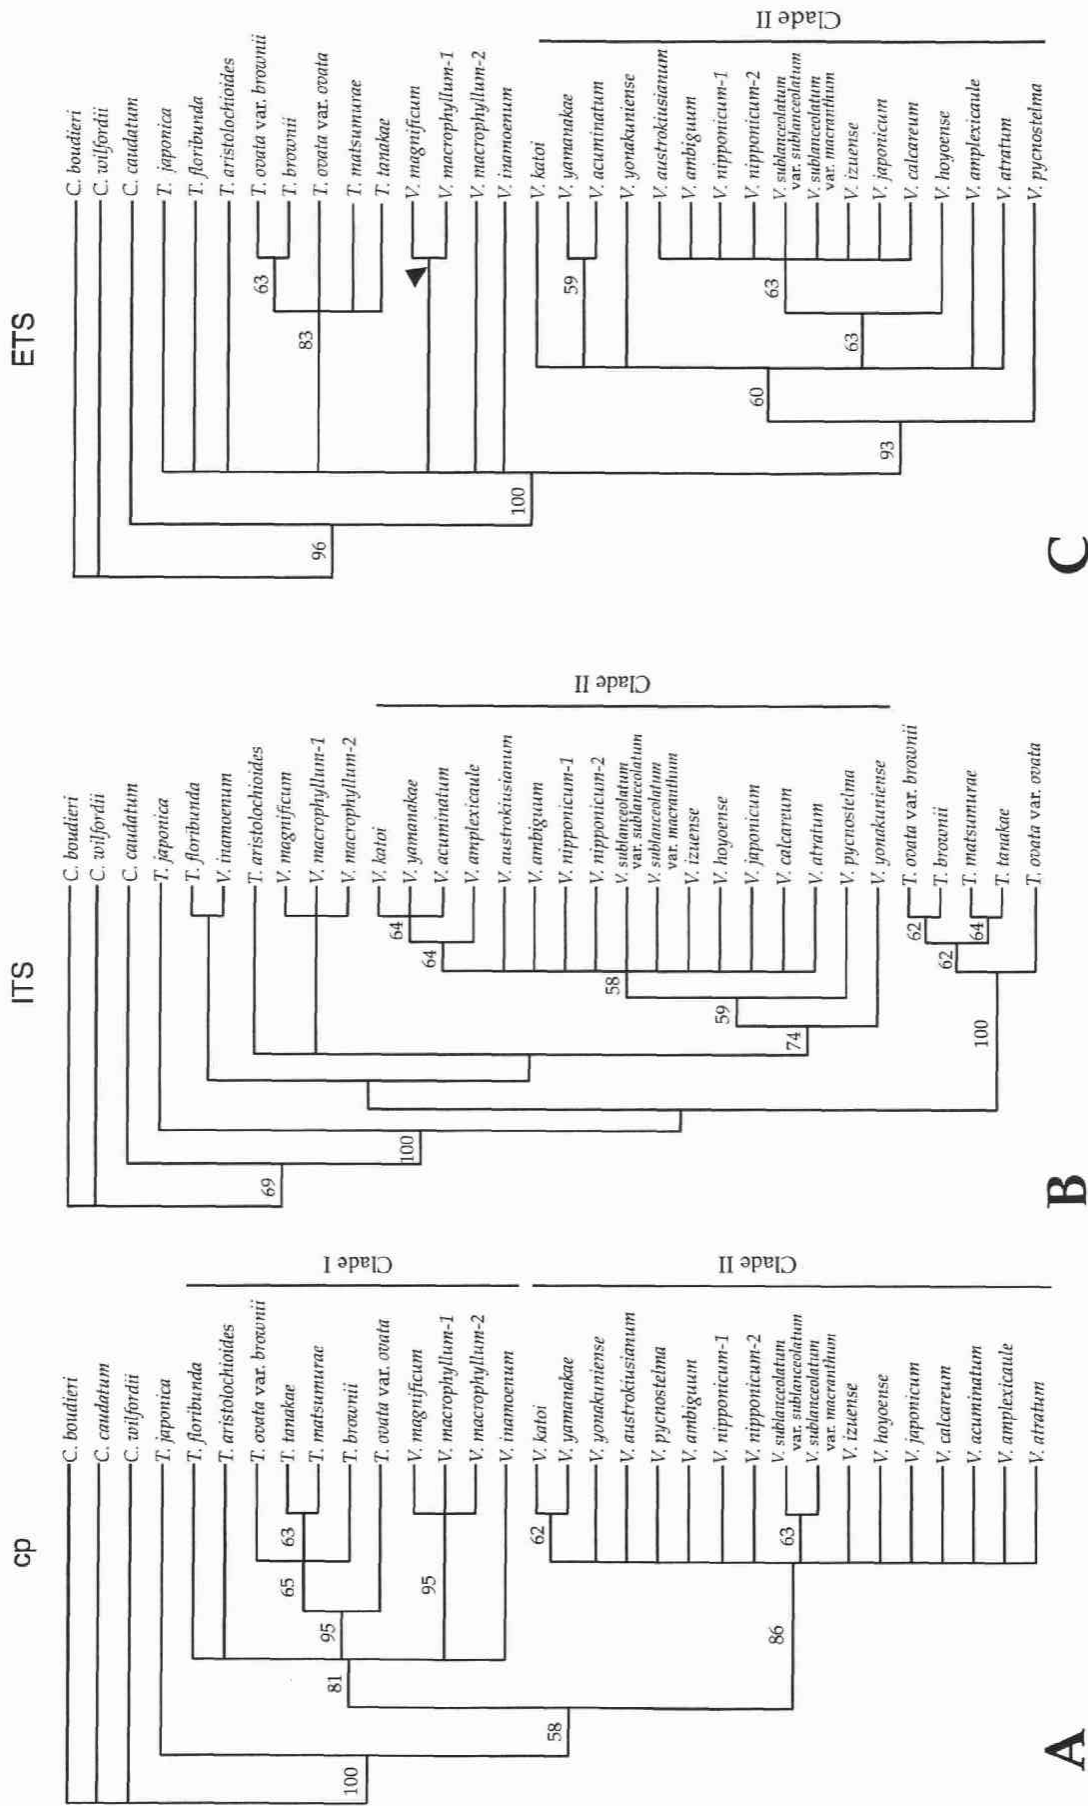 cp
C. boudieri
C. caudatum
C. wilfordii
T. japonica
T. floribunda
T. aristolochioides
T. ovata var. brownii
T. tanakae
T. matsumurae
T. brownii
T. ovata var. ovata
V. magnificum
V. macrophyllum-1
V. macrophyllum-2
V. inamoenum
V. katoi
V. yamanakae
V. yonakuniense
V. austrokiusianum
V. pycnostelma
V. ambiguum
V. nipponicum-1
V. nipponicum-2
V. sublanceolatum
var. sublanceolatum
V. sublanceolatum
var. macranthum
V. izuense
V. hoyoense
V. japonicum
V. calcareum
V. acuminatum
V. amplexicaule
V. atratum
Clade I
Clade II
100
58
81
95
65
63
95
86
62
63
A
ITS
C. boudieri
C. wilfordii
C. caudatum
T. japonica
T. floribunda
V. inamoenum
T. aristolochioides
V. magnificum
V. macrophyllum-1
V. macrophyllum-2
V. katoi
V. yamanakae
V. acuminatum
V. amplexicaule
V. austrokiusianum
V. ambiguum
V. nipponicum-1
V. nipponicum-2
V. sublanceolatum
var. sublanceolatum
V. sublanceolatum
var. macranthum
V. izuense
V. hoyoense
V. japonicum
V. calcareum
V. atratum
V. pycnostelma
V. yonakuniense
T. ovata var. brownii
T. brownii
T. matsumurae
T. tanakae
T. ovata var. ovata
Clade II
69
100
74
59
58
64
64
100
62
62
64
B
ETS
C. boudieri
C. wilfordii
C. caudatum
T. japonica
T. floribunda
T. aristolochioides
T. ovata var. brownii
T. brownii
T. ovata var. ovata
T. matsumurae
T. tanakae
V. magnificum
V. macrophyllum-1
V. macrophyllum-2
V. inamoenum
V. katoi
V. yamanakae
V. acuminatum
V. yonakuniense
V. austrokiusianum
V. ambiguum
V. nipponicum-1
V. nipponicum-2
V. sublanceolatum
var. sublanceolatum
V. sublanceolatum
var. macranthum
V. izuense
V. japonicum
V. calcareum
V. hoyoense
V. amplexicaule
V. atratum
V. pycnostelma
Clade II
96
100
83
63
93
60
59
63
63
C